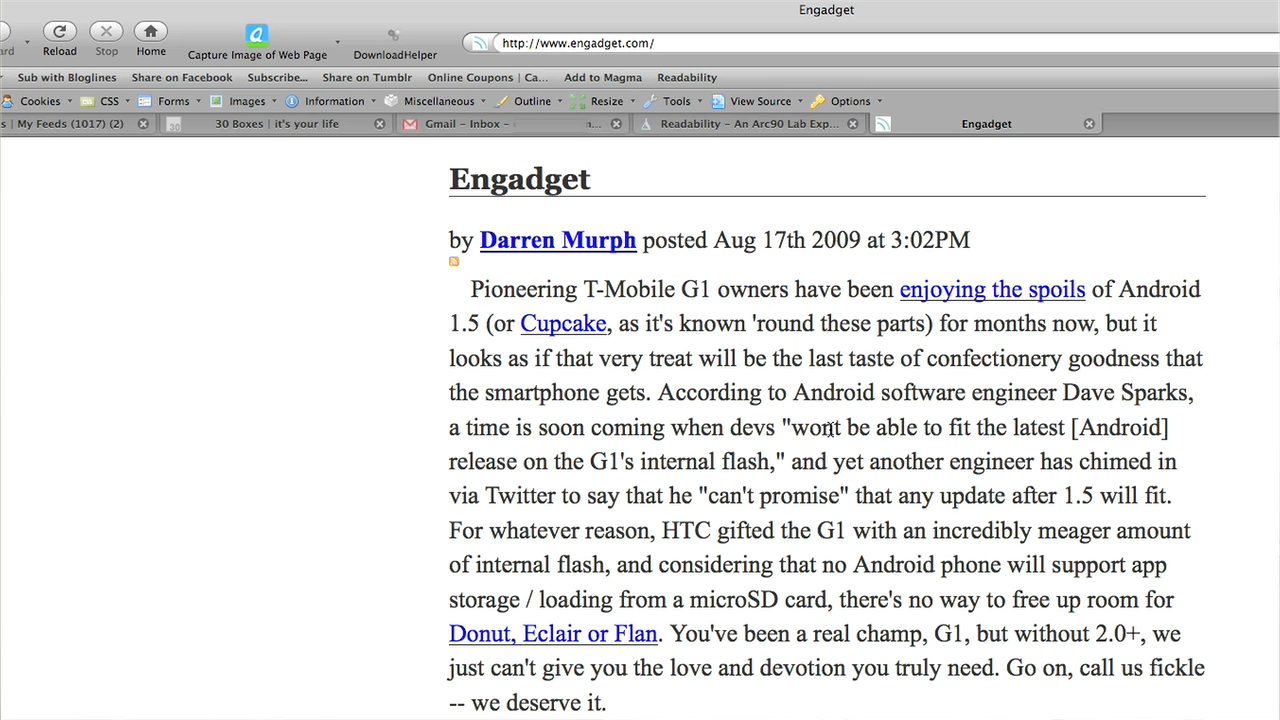 Engadget
ard Reload Stop Home Capture Image of Web Page DownloadHelper http://www.engadget.com/
Sub with Bloglines Share on Facebook Subscribe... Share on Tumblr Online Coupons | Ca... Add to Magma Readability
Cookies CSS Forms Images Information Miscellaneous Outline Resize Tools View Source Options
s | My Feeds (1017) (2) 30 30 Boxes | it's your life Gmail - Inbox - a... Readability - An Arc90 Lab Exp... Engadget
Engadget
by Darren Murph posted Aug 17th 2009 at 3:02PM
Pioneering T-Mobile G1 owners have been enjoying the spoils of Android
1.5 (or Cupcake, as it's known 'round these parts) for months now, but it
looks as if that very treat will be the last taste of confectionery goodness that
the smartphone gets. According to Android software engineer Dave Sparks,
a time is soon coming when devs "wont be able to fit the latest [Android]
release on the G1's internal flash," and yet another engineer has chimed in
via Twitter to say that he "can't promise" that any update after 1.5 will fit.
For whatever reason, HTC gifted the G1 with an incredibly meager amount
of internal flash, and considering that no Android phone will support app
storage / loading from a microSD card, there's no way to free up room for
Donut, Eclair or Flan. You've been a real champ, G1, but without 2.0+, we
just can't give you the love and devotion you truly need. Go on, call us fickle
-- we deserve it.